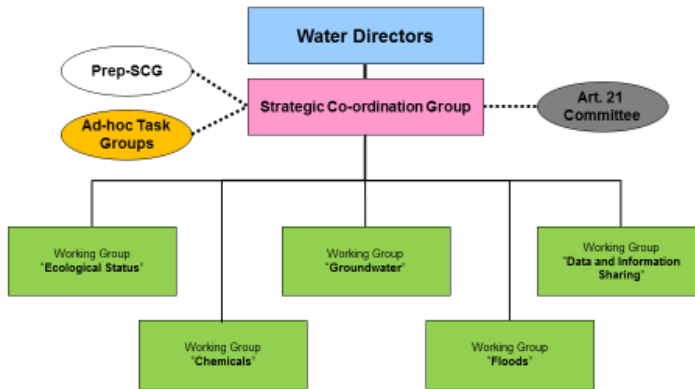 Water Directors
Prep-SCG
Strategic Co-ordination Group
Art. 21
Committee
Ad-hoc Task
Groups
Working Group
"Ecological Status"
Working Group
"Groundwater"
Working Group
"Data and Information
Sharing"
Working Group
"Chemicals"
Working Group
"Floods"